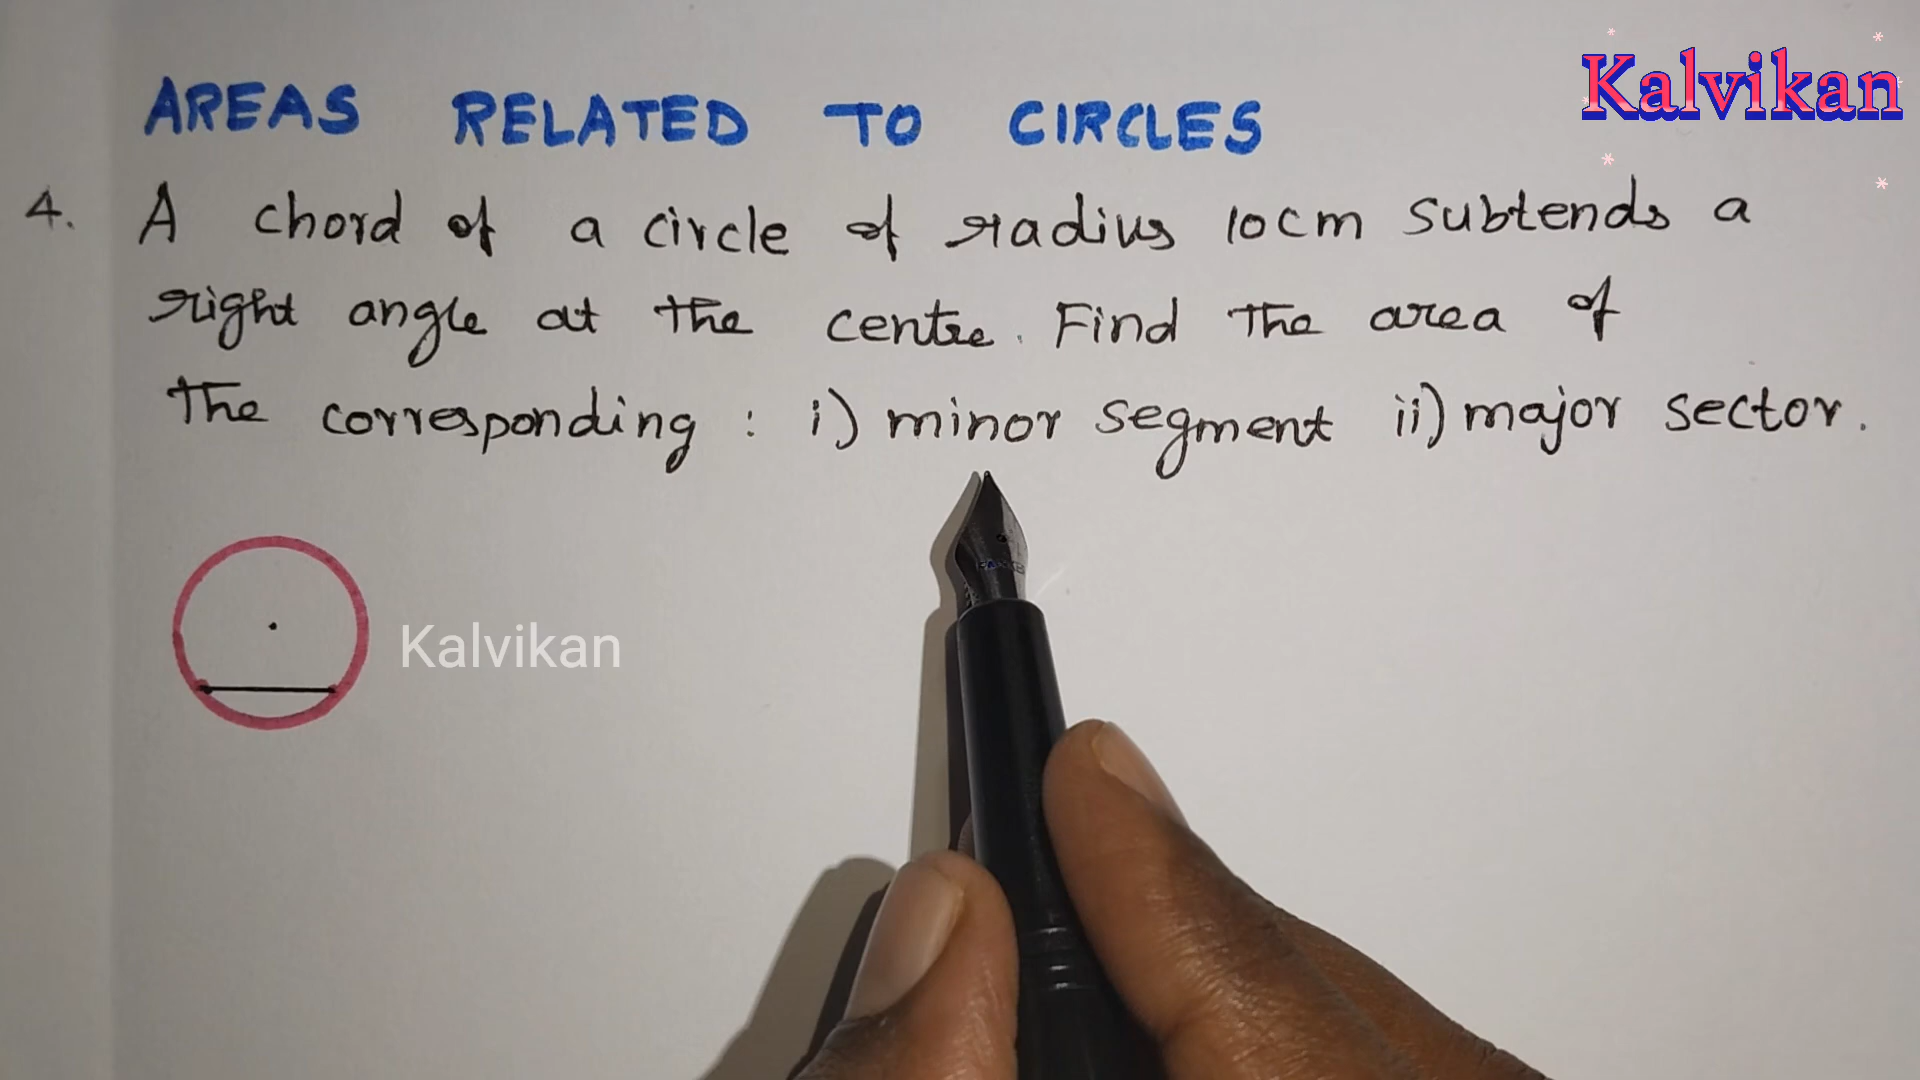 Kalvikan
AREAS RELATED TO CIRCLES
4. A chord of a circle of radius 10cm subtends a
right angle at the centre. Find the area of
the corresponding : i) minor segment ii) major sector.
Kalvikan